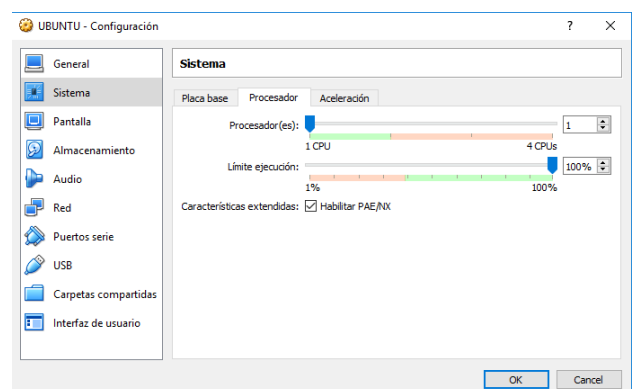 UBUNTU - Configuración
?
General
Sistema
Pantalla
Almacenamiento
Audio
Red
Puertos serie
USB
Carpetas compartidas
Interfaz de usuario
Sistema
Placa base Procesador Aceleración
Procesador(es): 1
1 CPU 4 CPUs
Límite ejecución: 100%
1% 100%
Características extendidas: Habilitar PAE/NX
OK Cancel